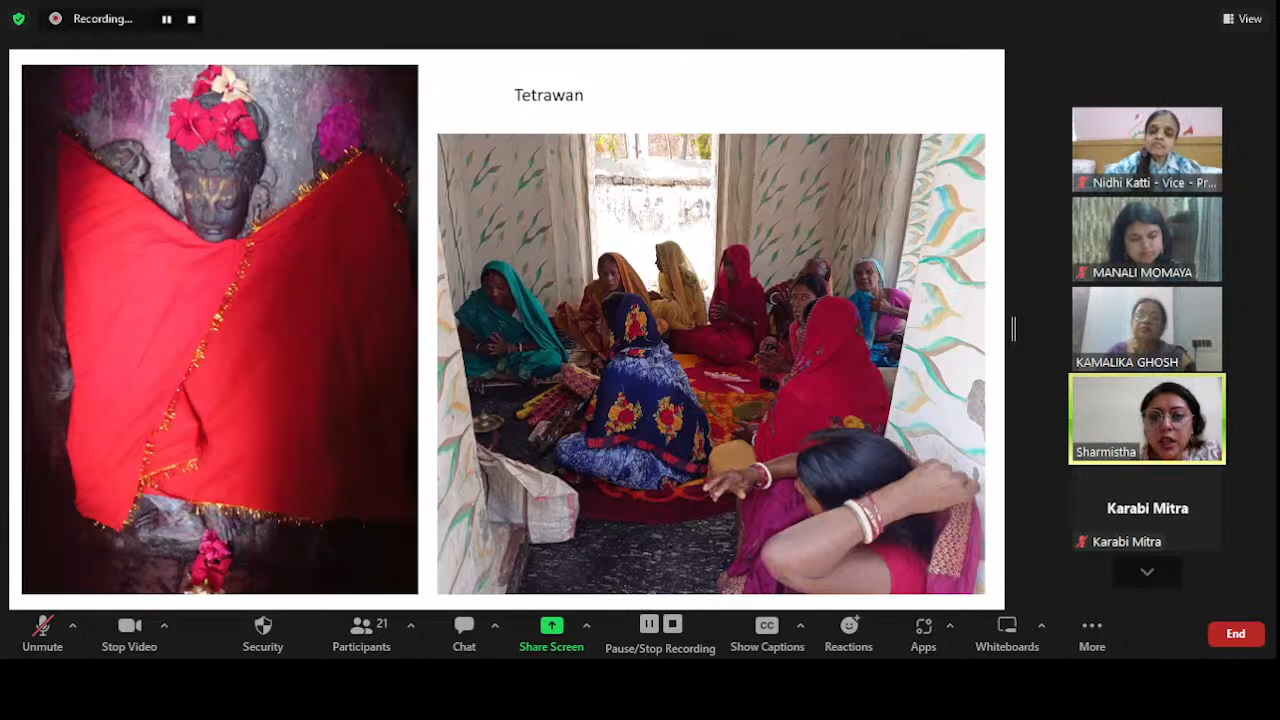 Recording...
View
Tetrawan
Nidhi Katti - Vice - Pr...
MANALI MOMAYA
KAMALIKA GHOSH
Sharmistha
Karabi Mitra
Karabi Mitra
Unmute
Stop Video
Security
21
Participants
Chat
Share Screen
Pause/Stop Recording
CC
Show Captions
Reactions
Apps
Whiteboards
More
End